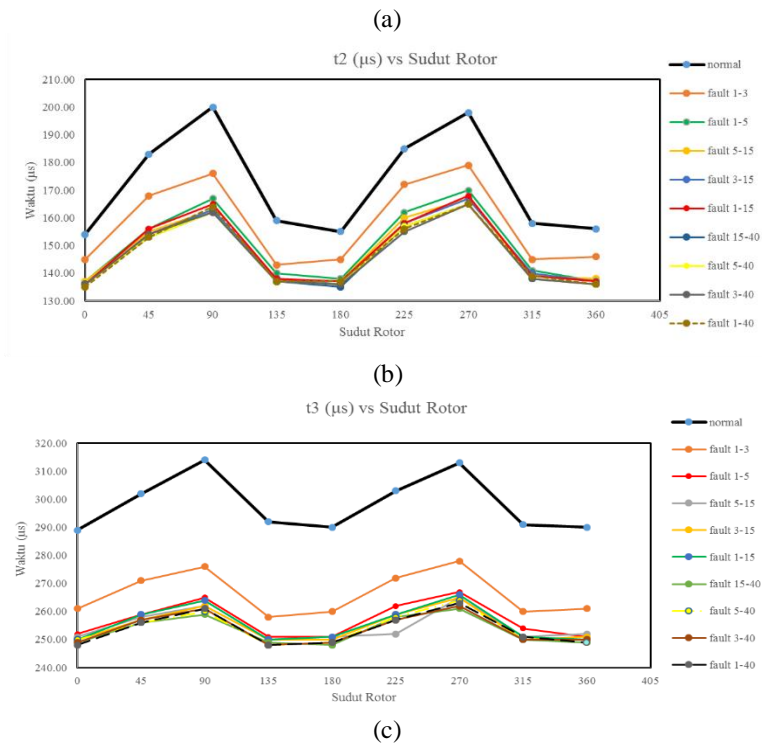 (a)
t2 (µs) vs Sudut Rotor
Waktu (µs)
210.00
200.00
190.00
180.00
170.00
160.00
150.00
140.00
130.00
0 45 90 135 180 225 270 315 360 405
Sudut Rotor
normal
fault 1-3
fault 1-5
fault 5-15
fault 3-15
fault 1-15
fault 15-40
fault 5-40
fault 3-40
fault 1-40
(b)
t3 (µs) vs Sudut Rotor
Waktu (µs)
320.00
310.00
300.00
290.00
280.00
270.00
260.00
250.00
240.00
0 45 90 135 180 225 270 315 360 405
Sudut Rotor
normal
fault 1-3
fault 1-5
fault 5-15
fault 3-15
fault 1-15
fault 15-40
fault 5-40
fault 3-40
fault 1-40
(c)